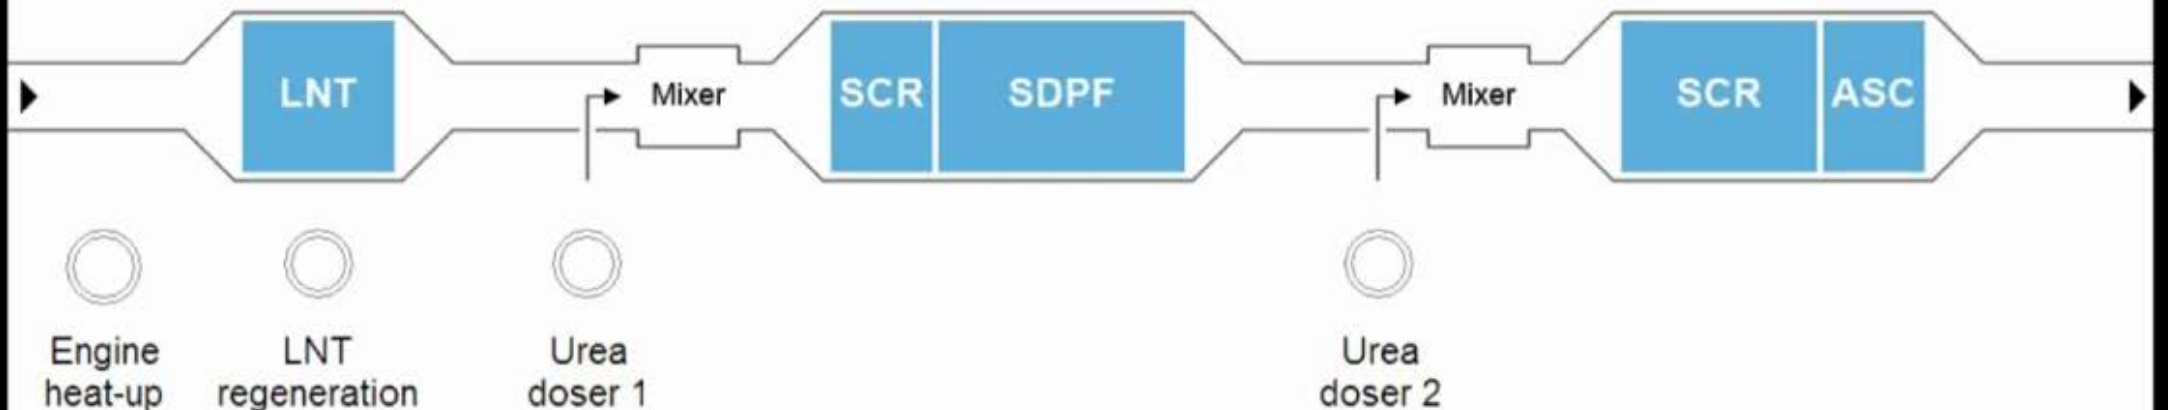 LNT
Mixer
SCR
SDPF
Mixer
SCR
ASC
Engine
heat-up
LNT
regeneration
Urea
doser 1
Urea
doser 2